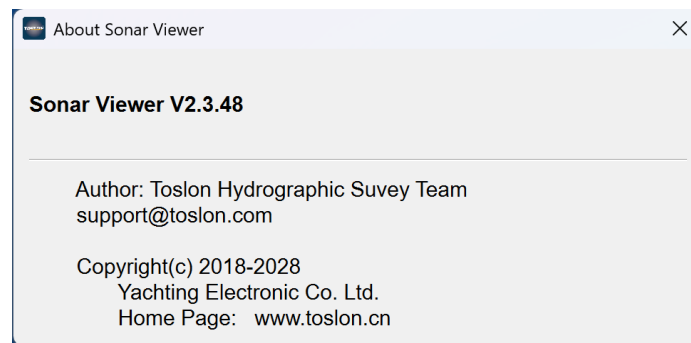 About Sonar Viewer
Sonar Viewer V2.3.48
Author: Toslon Hydrographic Suvey Team
support@toslon.com
Copyright(c) 2018-2028
Yachting Electronic Co. Ltd.
Home Page: www.toslon.cn